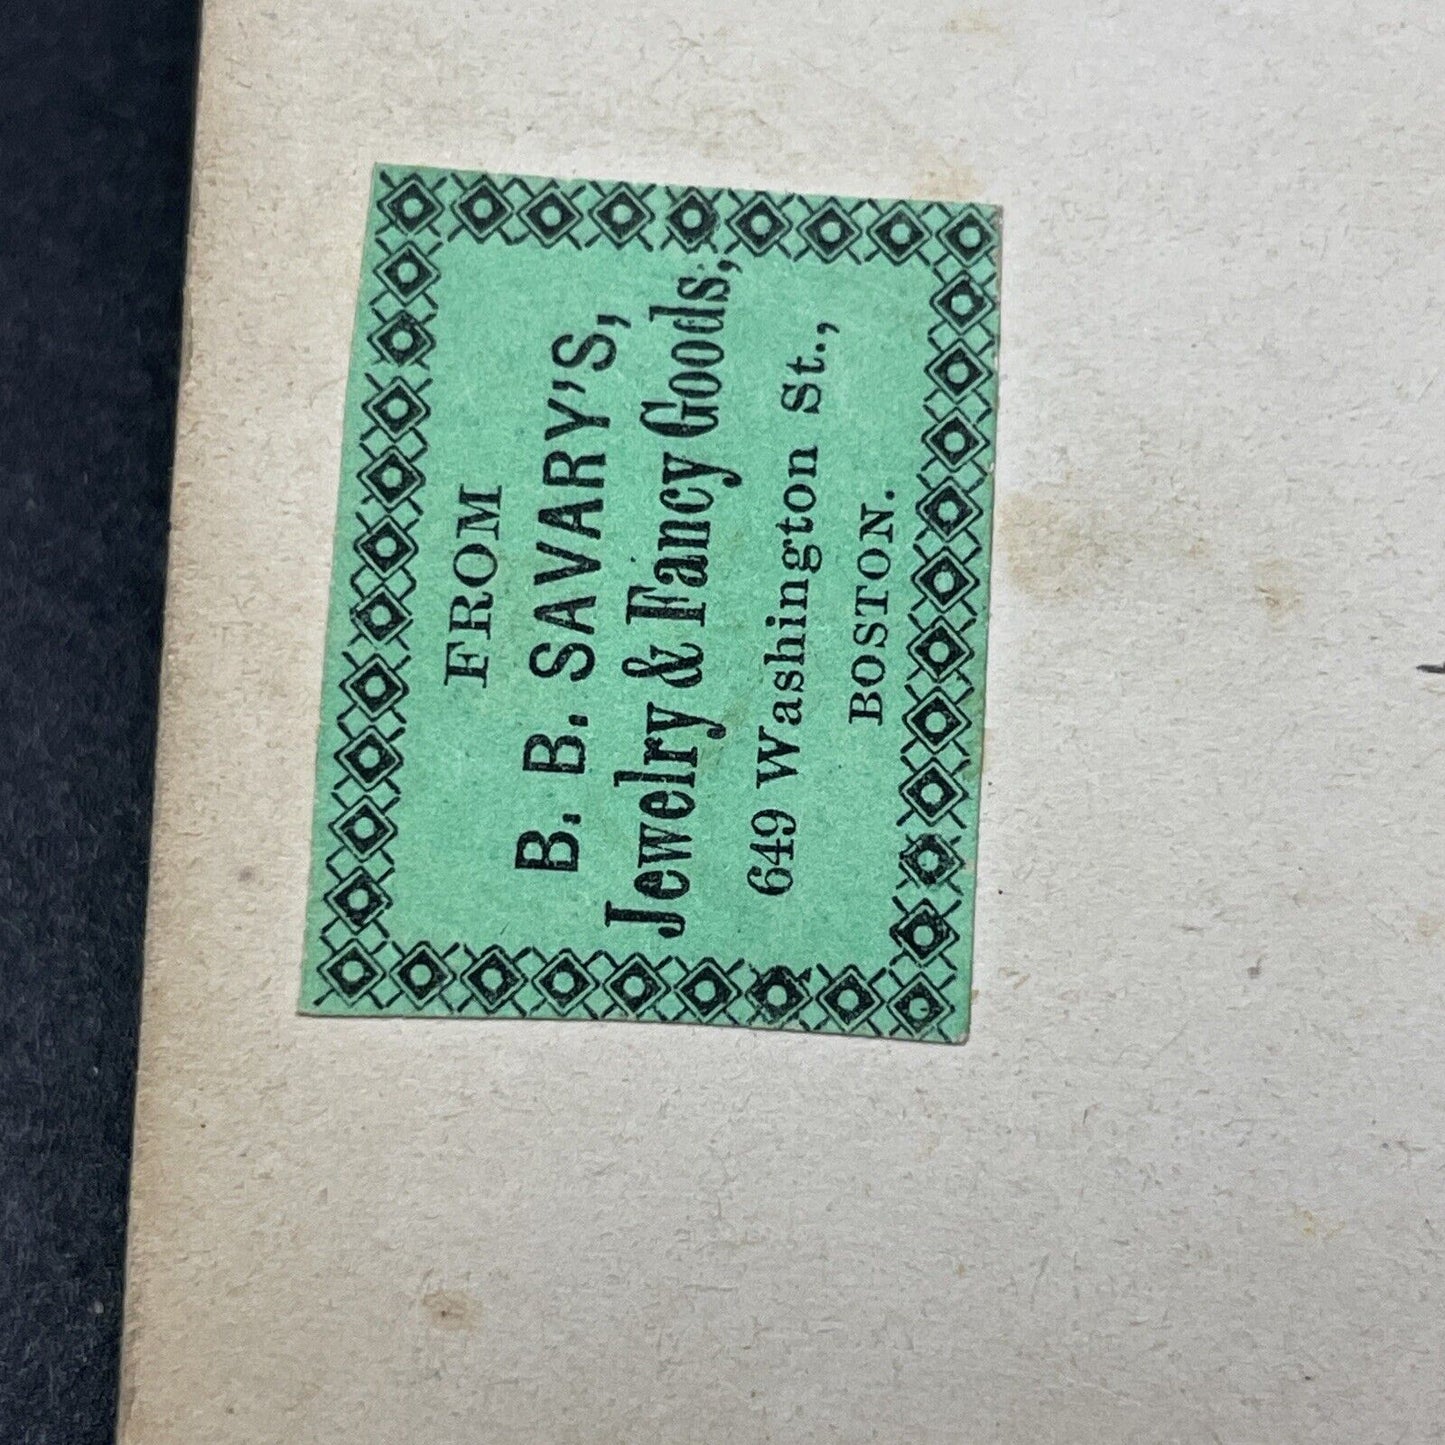 FROM
B. B. SAVARY'S,
Jewelry & Fancy Goods,
649 Washington St.,
BOSTON.